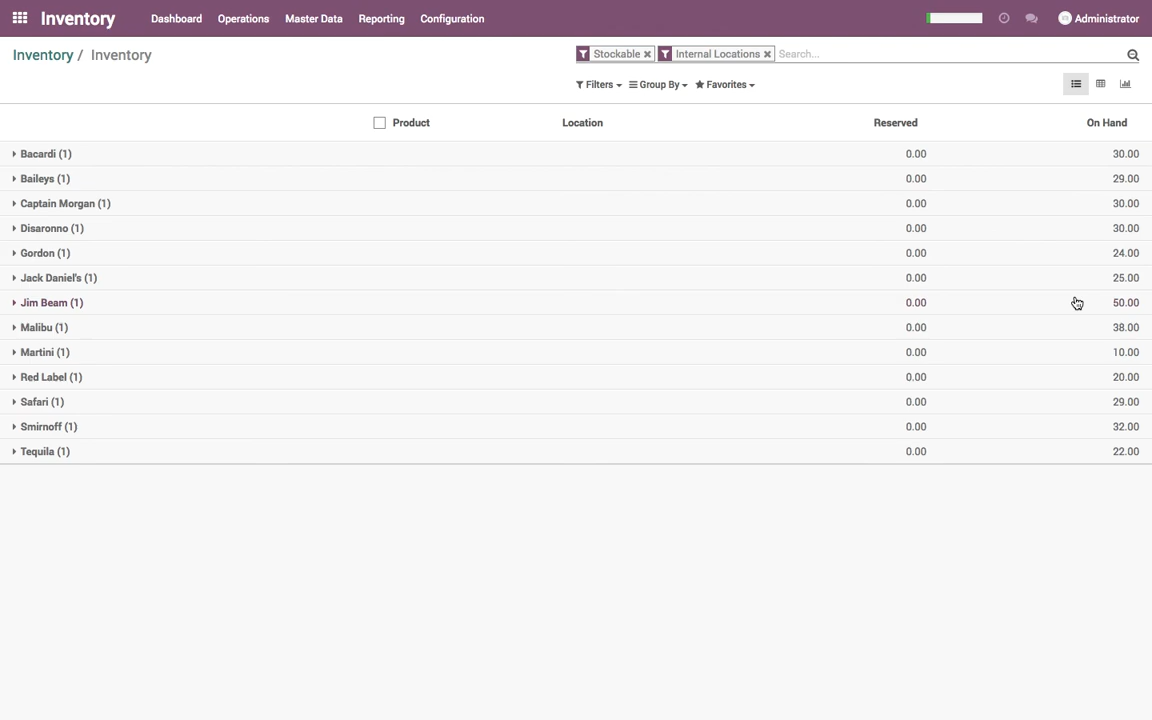 Inventory Dashboard Operations Master Data Reporting Configuration Administrator
Inventory / Inventory
Stockable Internal Locations Search...
Filters Group By Favorites
Product Location Reserved On Hand
Bacardi (1) 0.00 30.00
Baileys (1) 0.00 29.00
Captain Morgan (1) 0.00 30.00
Disaronno (1) 0.00 30.00
Gordon (1) 0.00 24.00
Jack Daniel's (1) 0.00 25.00
Jim Beam (1) 0.00 50.00
Malibu (1) 0.00 38.00
Martini (1) 0.00 10.00
Red Label (1) 0.00 20.00
Safari (1) 0.00 29.00
Smirnoff (1) 0.00 32.00
Tequila (1) 0.00 22.00